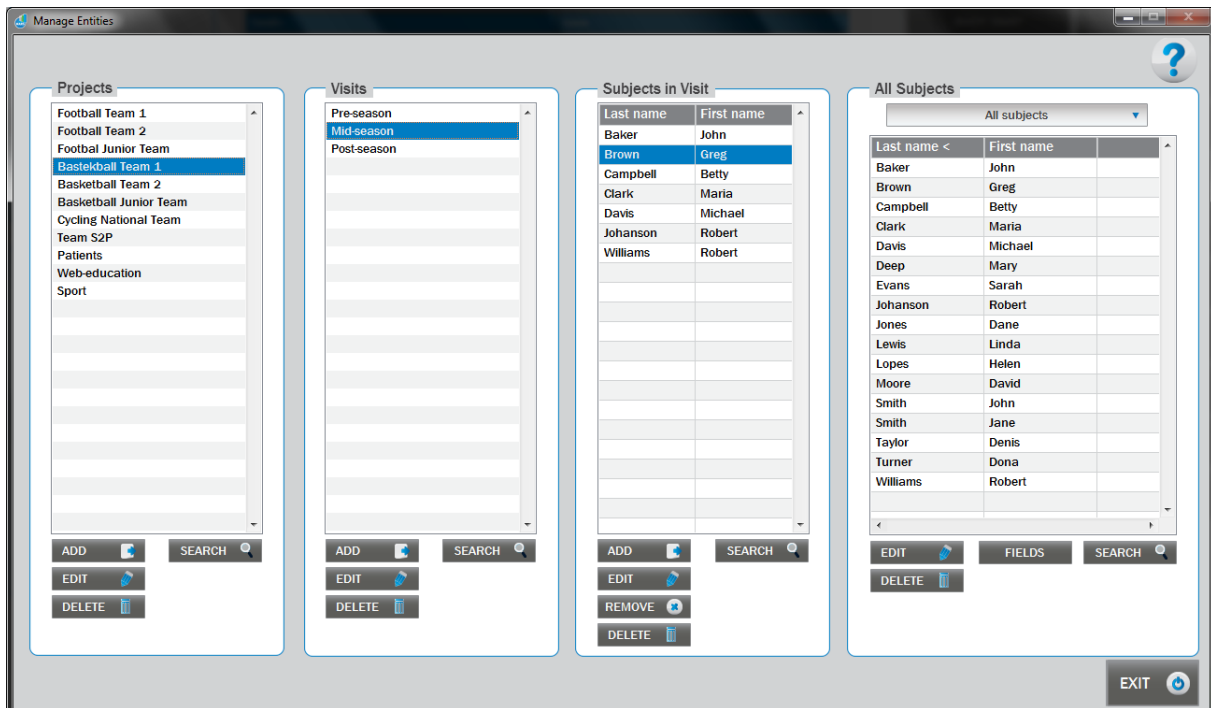 Manage Entities
?
Projects
Football Team 1
Football Team 2
Footbal Junior Team
Bastekball Team 1
Basketball Team 2
Basketball Junior Team
Cycling National Team
Team S2P
Patients
Web-education
Sport
ADD SEARCH
EDIT
DELETE
Visits
Pre-season
Mid-season
Post-season
ADD SEARCH
EDIT
DELETE
Subjects in Visit
Last name First name
Baker John
Brown Greg
Campbell Betty
Clark Maria
Davis Michael
Johanson Robert
Williams Robert
ADD SEARCH
EDIT
REMOVE
DELETE
All Subjects
All subjects
Last name < First name
Baker John
Brown Greg
Campbell Betty
Clark Maria
Davis Michael
Deep Mary
Evans Sarah
Johanson Robert
Jones Dane
Lewis Linda
Lopes Helen
Moore David
Smith John
Smith Jane
Taylor Denis
Turner Dona
Williams Robert
EDIT FIELDS SEARCH
DELETE
EXIT